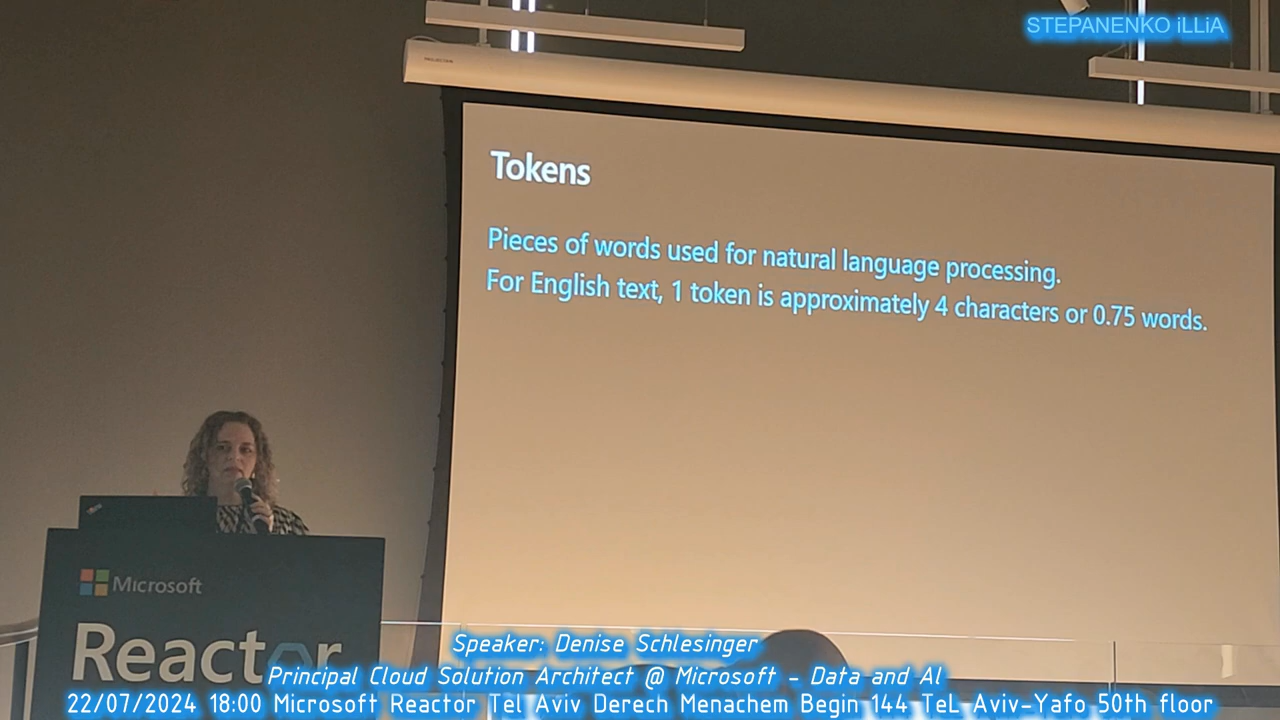 STEPANENKO iLLiA
Tokens
Pieces of words used for natural language processing.
For English text, 1 token is approximately 4 characters or 0.75 words.
Microsoft
Reactor
Speaker: Denise Schlesinger
Principal Cloud Solution Architect @ Microsoft - Data and AI
22/07/2024 18:00 Microsoft Reactor Tel Aviv Derech Menachem Begin 144 TeL Aviv-Yafo 50th floor